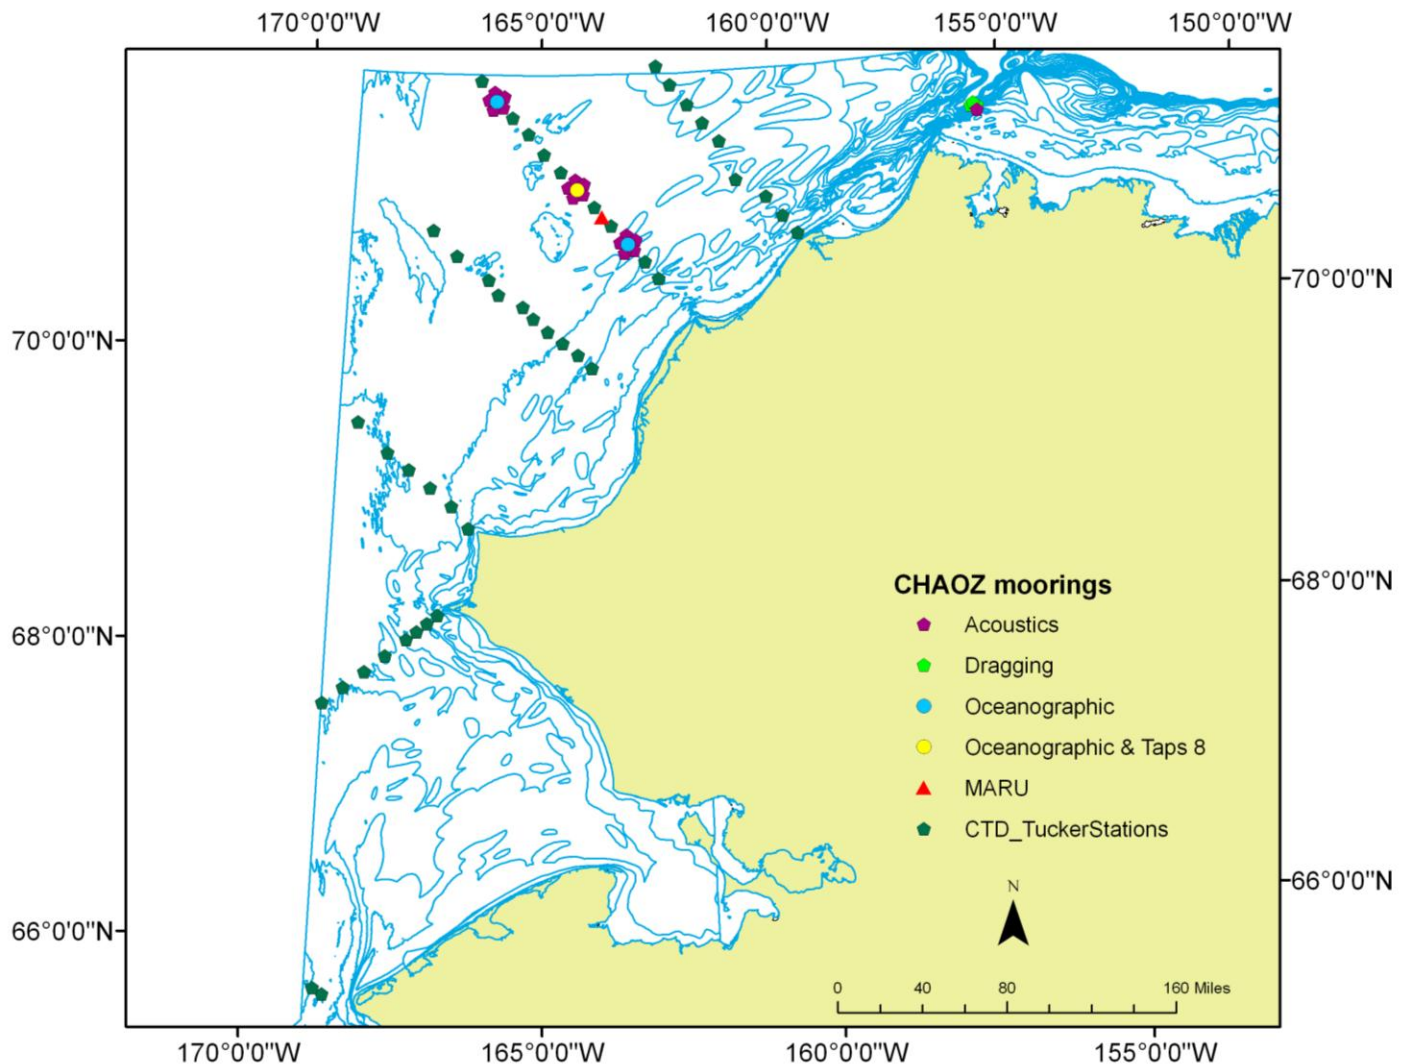 170°0'0"W 165°0'0"W 160°0'0"W 155°0'0"W 150°0'0"W
70°0'0"N
70°0'0"N
68°0'0"N
CHAOZ moorings
Acoustics
68°0'0"N
Dragging
Oceanographic
Oceanographic & Taps 8
MARU
CTD_TuckerStations
66°0'0"N
N
66°0'0"N
0 40 80 160 Miles
170°0'0"W 165°0'0"W 160°0'0"W 155°0'0"W